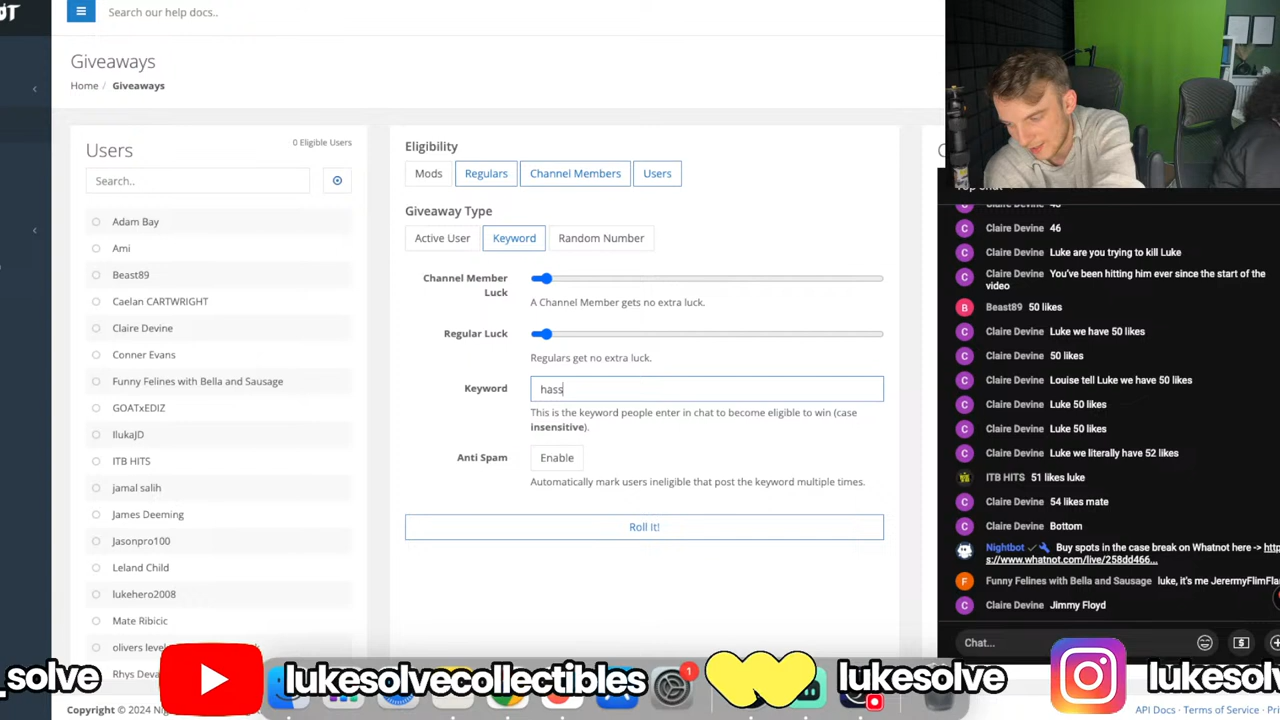 OT
Search our help docs..
Giveaways
Home / Giveaways
Users
0 Eligible Users
Search..
Adam Bay
Ami
Beast89
Caelan CARTWRIGHT
Claire Devine
Conner Evans
Funny Felines with Bella and Sausage
GOATxEDIZ
IlukaJD
ITB HITS
jamal salih
James Deeming
Jasonpro100
Leland Child
lukehero2008
Mate Ribicic
olivers
Rhys
Eligibility
Mods
Regulars
Channel Members
Users
Giveaway Type
Active User
Keyword
Random Number
Channel Member
Luck
A Channel Member gets no extra luck.
Regular Luck
Regulars get no extra luck.
Keyword
hass
This is the keyword people enter in chat to become eligible to win (case
insensitive).
Anti Spam
Enable
Automatically mark users ineligible that post the keyword multiple times.
Roll It!
Claire Devine 46
Claire Devine Luke are you trying to kill Luke
Claire Devine You've been hitting him ever since the start of the
video
B Beast89 50 likes
C Claire Devine Luke we have 50 likes
C Claire Devine 50 likes
C Claire Devine Louise tell Luke we have 50 likes
C Claire Devine Luke 50 likes
C Claire Devine Luke 50 likes
C Claire Devine Luke we literally have 52 likes
ITB HITS 51 likes luke
C Claire Devine 54 likes mate
C Claire Devine Bottom
Nightbot Buy spots in the case break on Whatnot here -> http
s://www.whatnot.com/live/258dd466...
F Funny Felines with Bella and Sausage luke, it's me JerermyFlimFla
C Claire Devine Jimmy Floyd
Chat...
_solve
lukesolvecollectibles
1
lukesolve
lukesol
Copyright © 2024
API Docs - Terms of Service - Pri